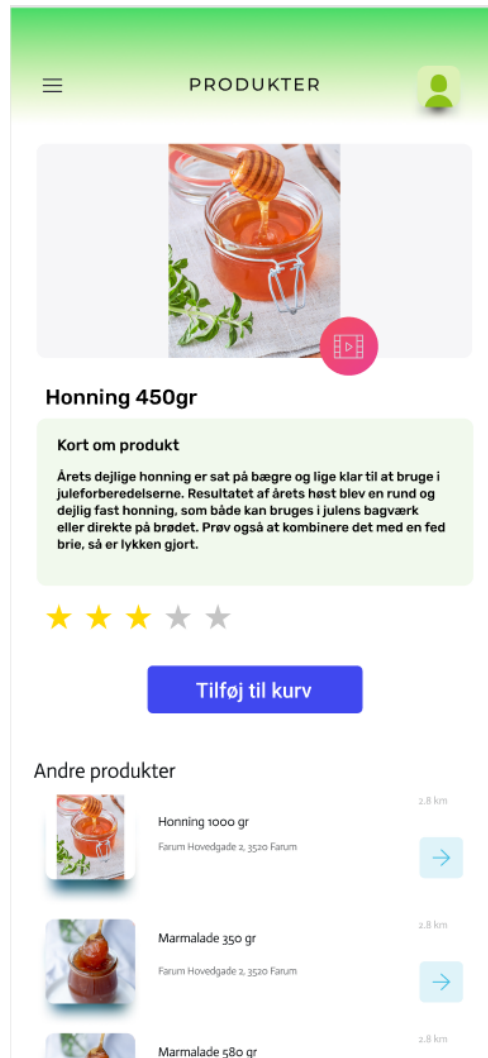 PRODUKTER
Honning 450gr
Kort om produkt
Årets dejlige honning er sat på bægre og lige klar til at bruge i
juleforberedelserne. Resultatet af årets høst blev en rund og
dejlig fast honning, som både kan bruges i julens bagværk
eller direkte på brødet. Prøv også at kombinere det med en fed
brie, så er lykken gjort.
Tilføj til kurv
Andre produkter
2.8 km
Honning 1000 gr
Farum Hovedgade 2, 3520 Farum
2.8 km
Marmalade 350 gr
Farum Hovedgade 2, 3520 Farum
2.8 km
Marmalade 580 gr